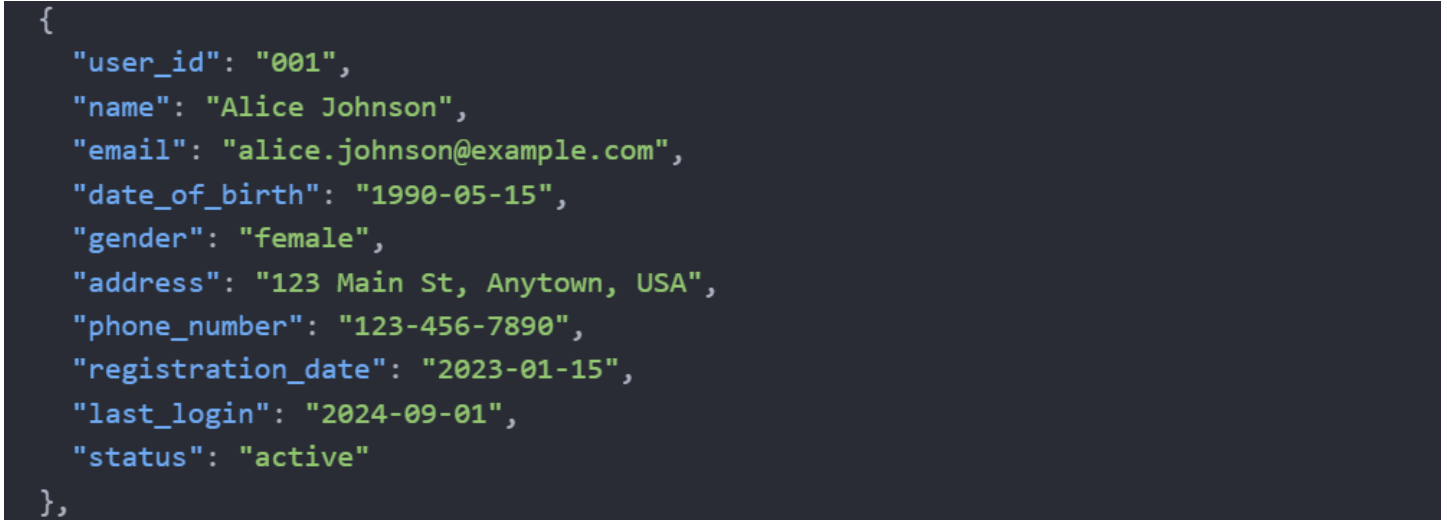 {
"user_id": "001",
"name": "Alice Johnson",
"email": "alice.johnson@example.com",
"date_of_birth": "1990-05-15",
"gender": "female",
"address": "123 Main St, Anytown, USA",
"phone_number": "123-456-7890",
"registration_date": "2023-01-15",
"last_login": "2024-09-01",
"status": "active"
},